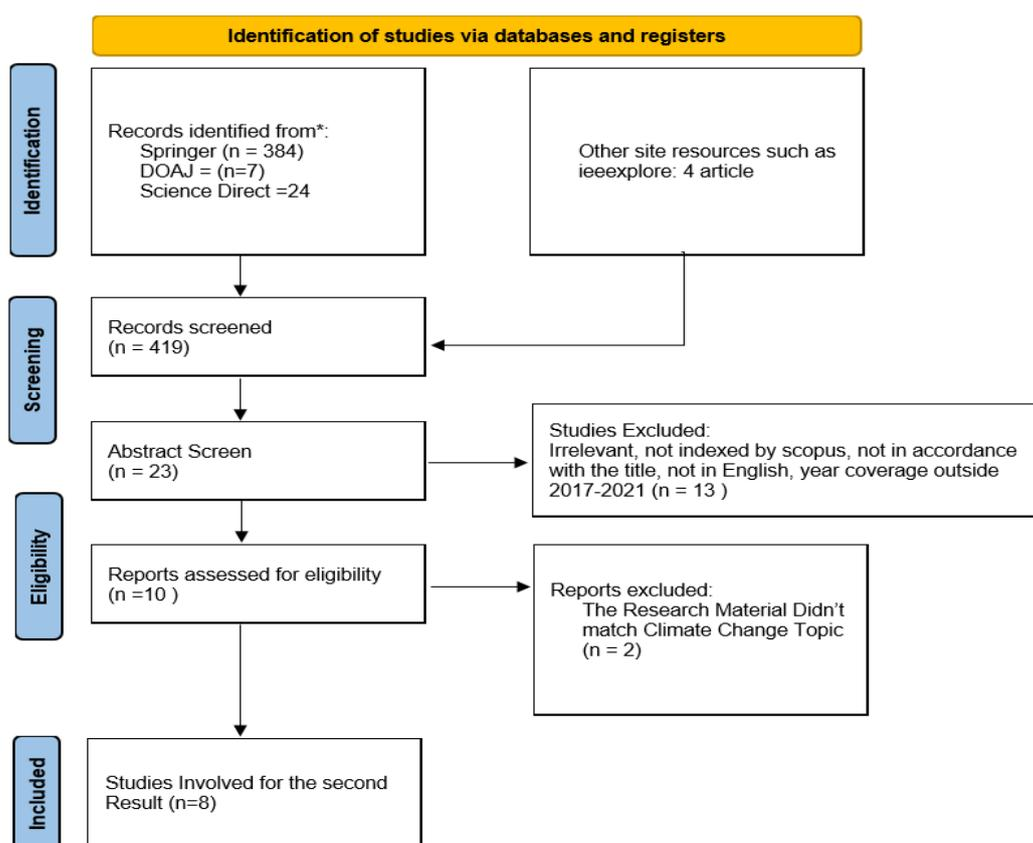 Identification of studies via databases and registers
Identification
Records identified from*:
Springer (n = 384)
DOAJ = (n=7)
Science Direct =24
Other site resources such as
ieeexplore: 4 article
Screening
Records screened
(n = 419)
Abstract Screen
(n = 23)
Studies Excluded:
Irrelevant, not indexed by scopus, not in accordance
with the title, not in English, year coverage outside
2017-2021 (n = 13 )
Eligibility
Reports assessed for eligibility
(n =10 )
Reports excluded:
The Research Material Didn't
match Climate Change Topic
(n = 2)
Included
Studies Involved for the second
Result (n=8)